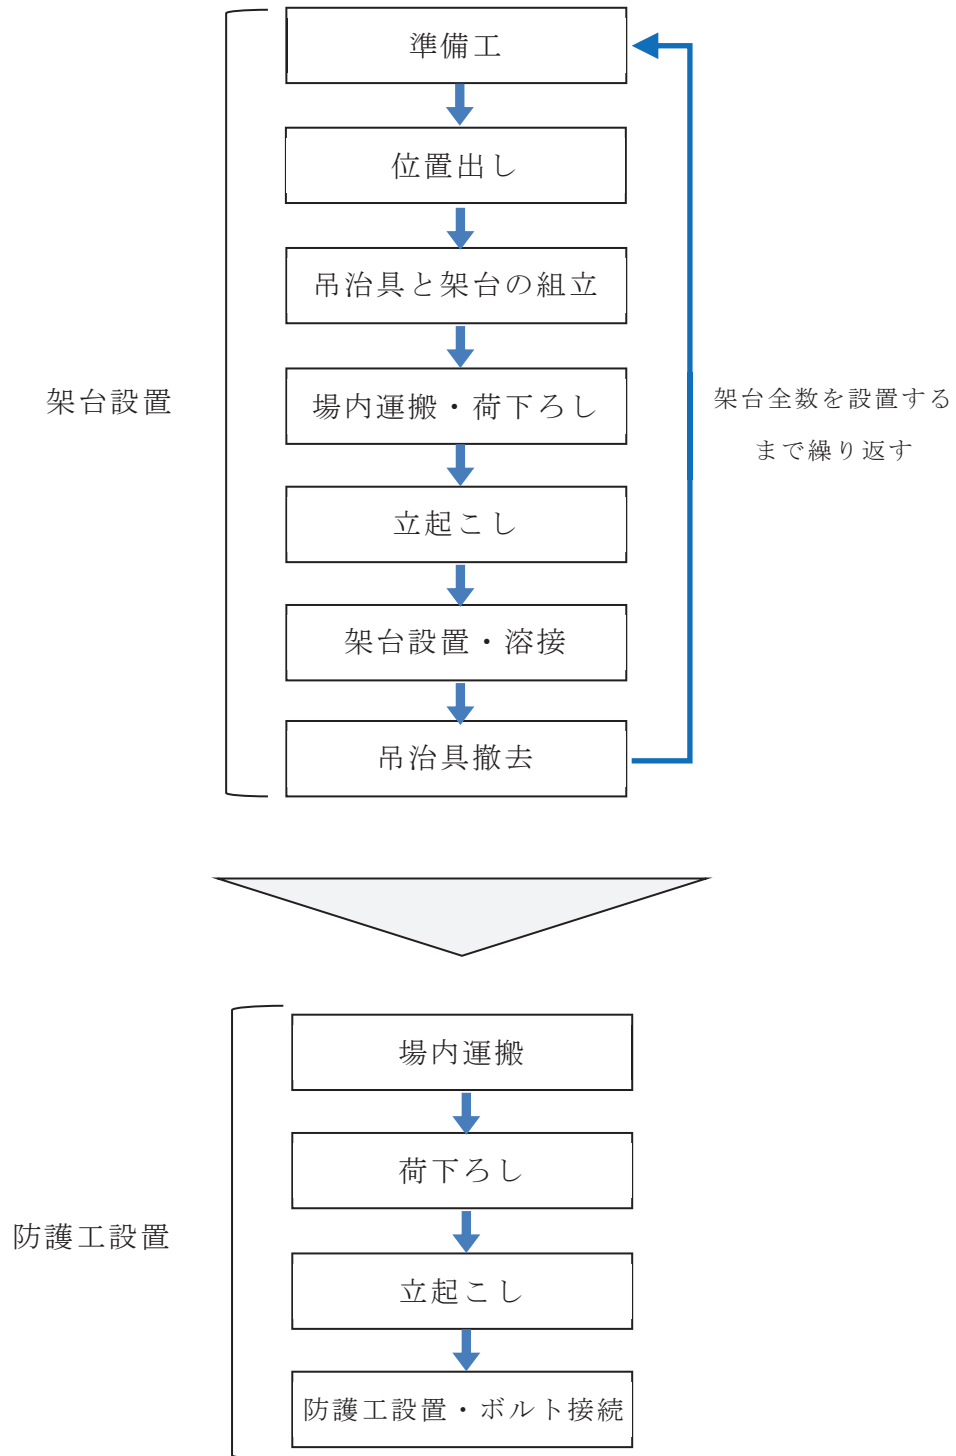 準備工
位置出し
吊治具と架台の組立
場内運搬・荷下ろし
架台設置
架台全数を設置する
まで繰り返す
立起こし
架台設置・溶接
吊治具撤去
場内運搬
荷下ろし
防護工設置
立起こし
防護工設置・ボルト接続